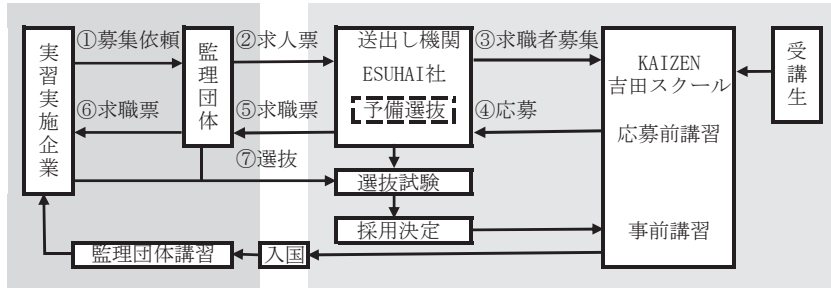 実習実施企業
①募集依頼
監理団体
②求人票
送出し機関
ESUHAI社
予備選抜
③求職者募集
KAIZEN
吉田スクール
受講生
⑥求職票
⑤求職票
④応募
応募前講習
⑦選抜
選抜試験
採用決定
事前講習
監理団体講習
入国